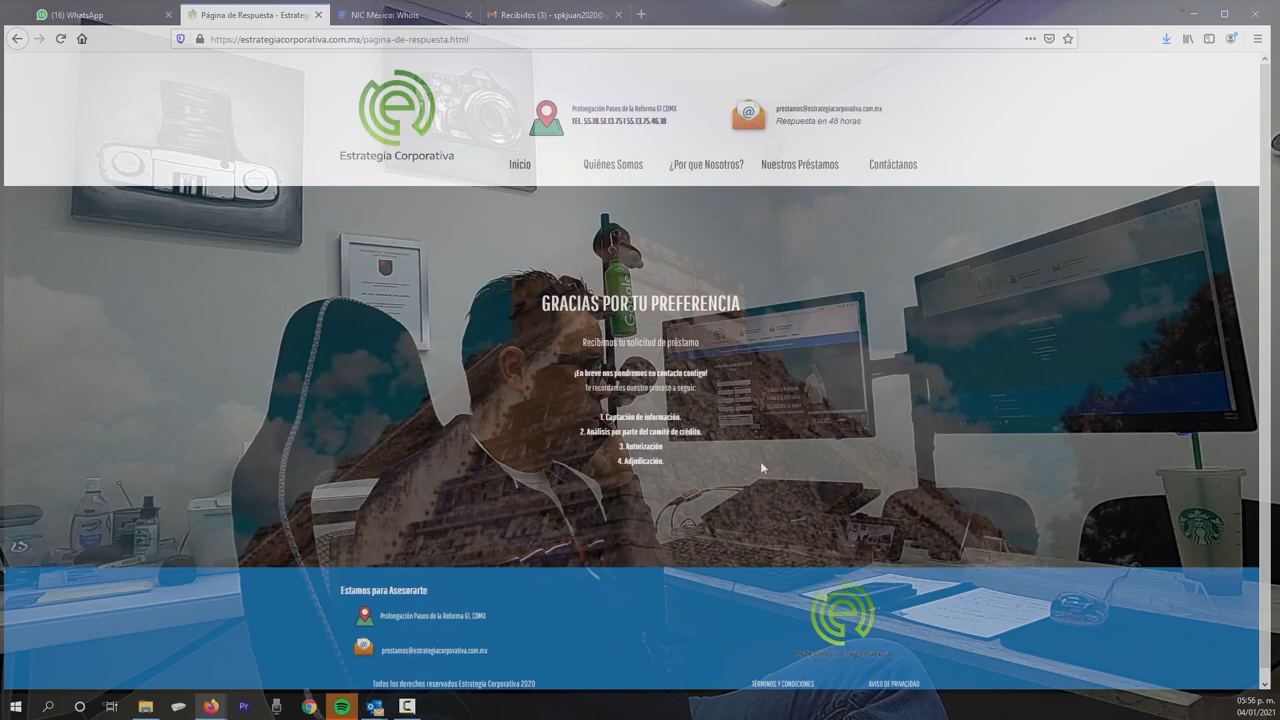 (16) WhatsApp
Página de Respuesta - Estrateg
NIC México: Whois
Recibidos (3) - spkjuan2020@
https://estrategiacorporativa.com.mx/pagina-de-respuesta.html
Estrategia Corporativa
Prolongación Paseo de la Reforma 61 CDMX
TEL. 55.18.51.13.75 | 55.13.75.46.18
prestamos@estrategiacorporativa.com.mx
Respuesta en 48 horas
Inicio
Quiénes Somos
¿Por que Nosotros?
Nuestros Préstamos
Contáctanos
GRACIAS POR TU PREFERENCIA
Recibimos tu solicitud de préstamo
¡En breve nos pondremos en contacto contigo!
Te recordamos nuestro proceso a seguir:
1. Captación de información.
2. Análisis por parte del comité de crédito.
3. Autorización
4. Adjudicación.
Estamos para Asesorarte
Prolongación Paseo de la Reforma 61, CDMX
prestamos@estrategiacorporativa.com.mx
Estrategia Corporativa
Todos los derechos reservados Estrategia Corporativa 2020
TÉRMINOS Y CONDICIONES
AVISO DE PRIVACIDAD
05:56 p. m.
04/01/2021